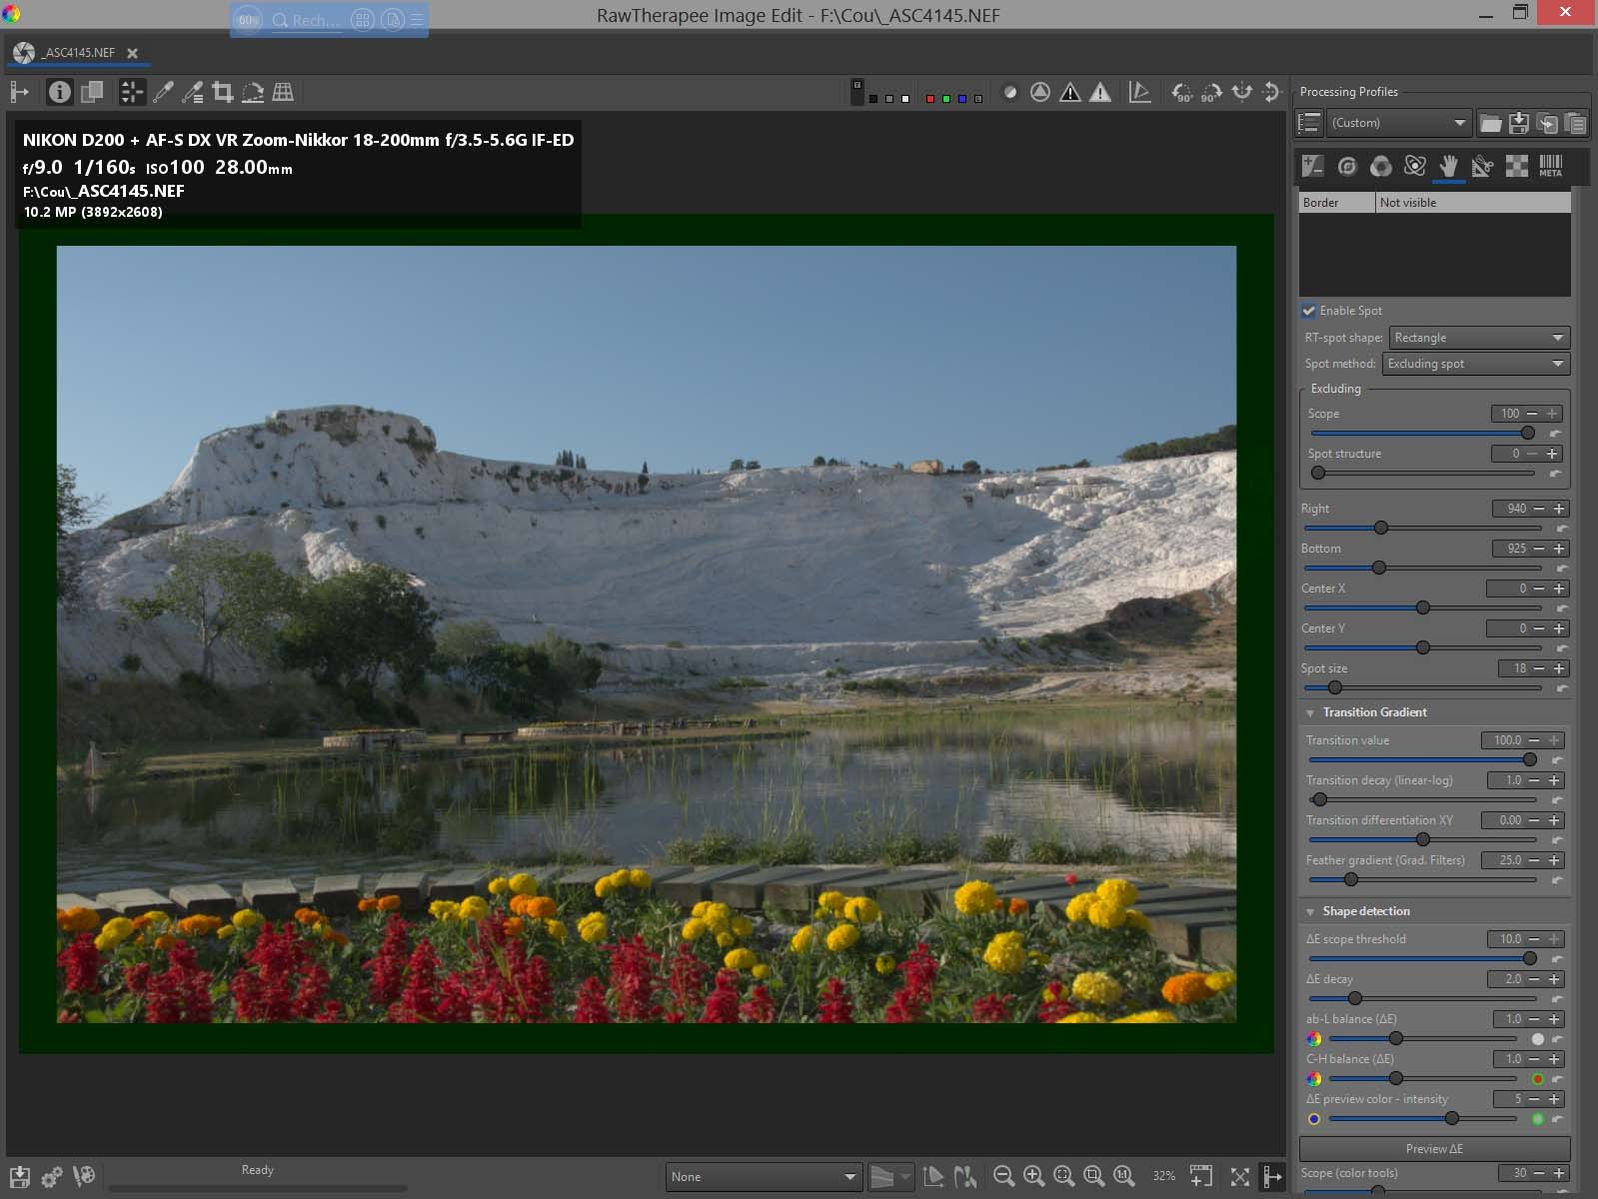 60%
Rech...
RawTherapee Image Edit - F:\Cou\_ASC4145.NEF
_ASC4145.NEF
90°
90°
Processing Profiles
(Custom)
META
NIKON D200 + AF-S DX VR Zoom-Nikkor 18-200mm f/3.5-5.6G IF-ED
f/9.0 1/160s ISO100 28.00mm
F:\Cou\_ASC4145.NEF
10.2 MP (3892x2608)
Border Not visible
Enable Spot
RT-spot shape: Rectangle
Spot method: Excluding spot
Excluding
Scope 100
Spot structure 0
Right 940
Bottom 925
Center X 0
Center Y 0
Spot size 18
Transition Gradient
Transition value 100.0
Transition decay (linear-log) 1.0
Transition differentiation XY 0.00
Feather gradient (Grad. Filters) 25.0
Shape detection
ΔE scope threshold 10.0
ΔE decay 2.0
ab-L balance (ΔE) 1.0
C-H balance (ΔE) 1.0
ΔE preview color - intensity 5
Preview ΔE
Scope (color tools) 30
Ready
None
1:1
32%